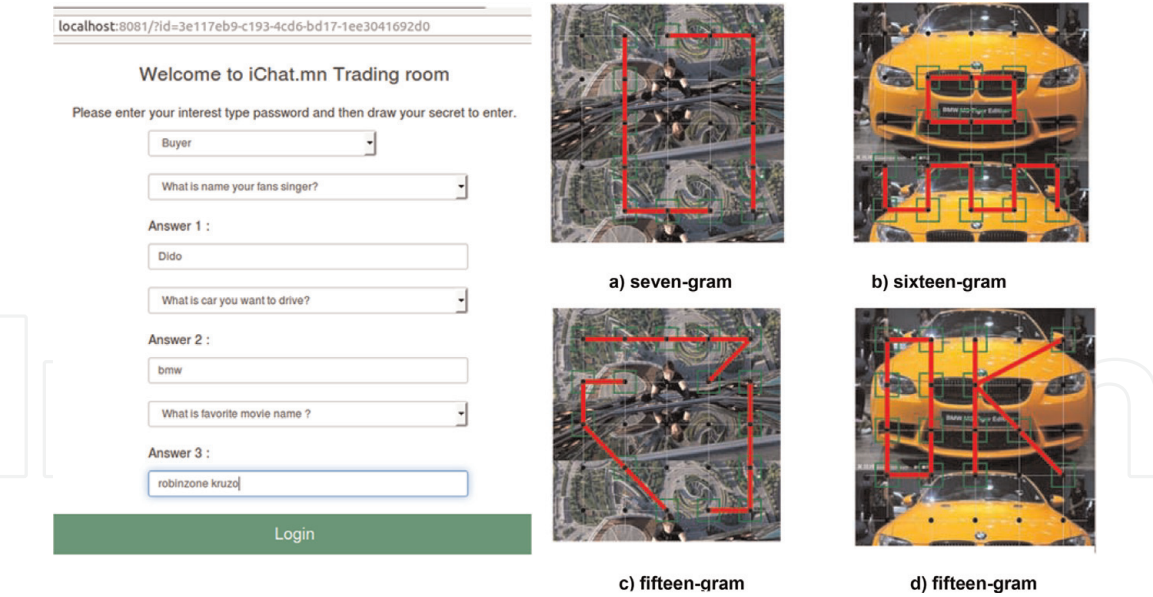 localhost:8081/?id=3e117eb9-c193-4cd6-bd17-1ee3041692d0
Welcome to iChat.mn Trading room
Please enter your interest type password and then draw your secret to enter.
Buyer
What is name your fans singer?
Answer 1 :
Dido
What is car you want to drive?
Answer 2 :
bmw
What is favorite movie name ?
Answer 3 :
robinzone kruzo
Login
a) seven-gram
b) sixteen-gram
c) fifteen-gram
d) fifteen-gram